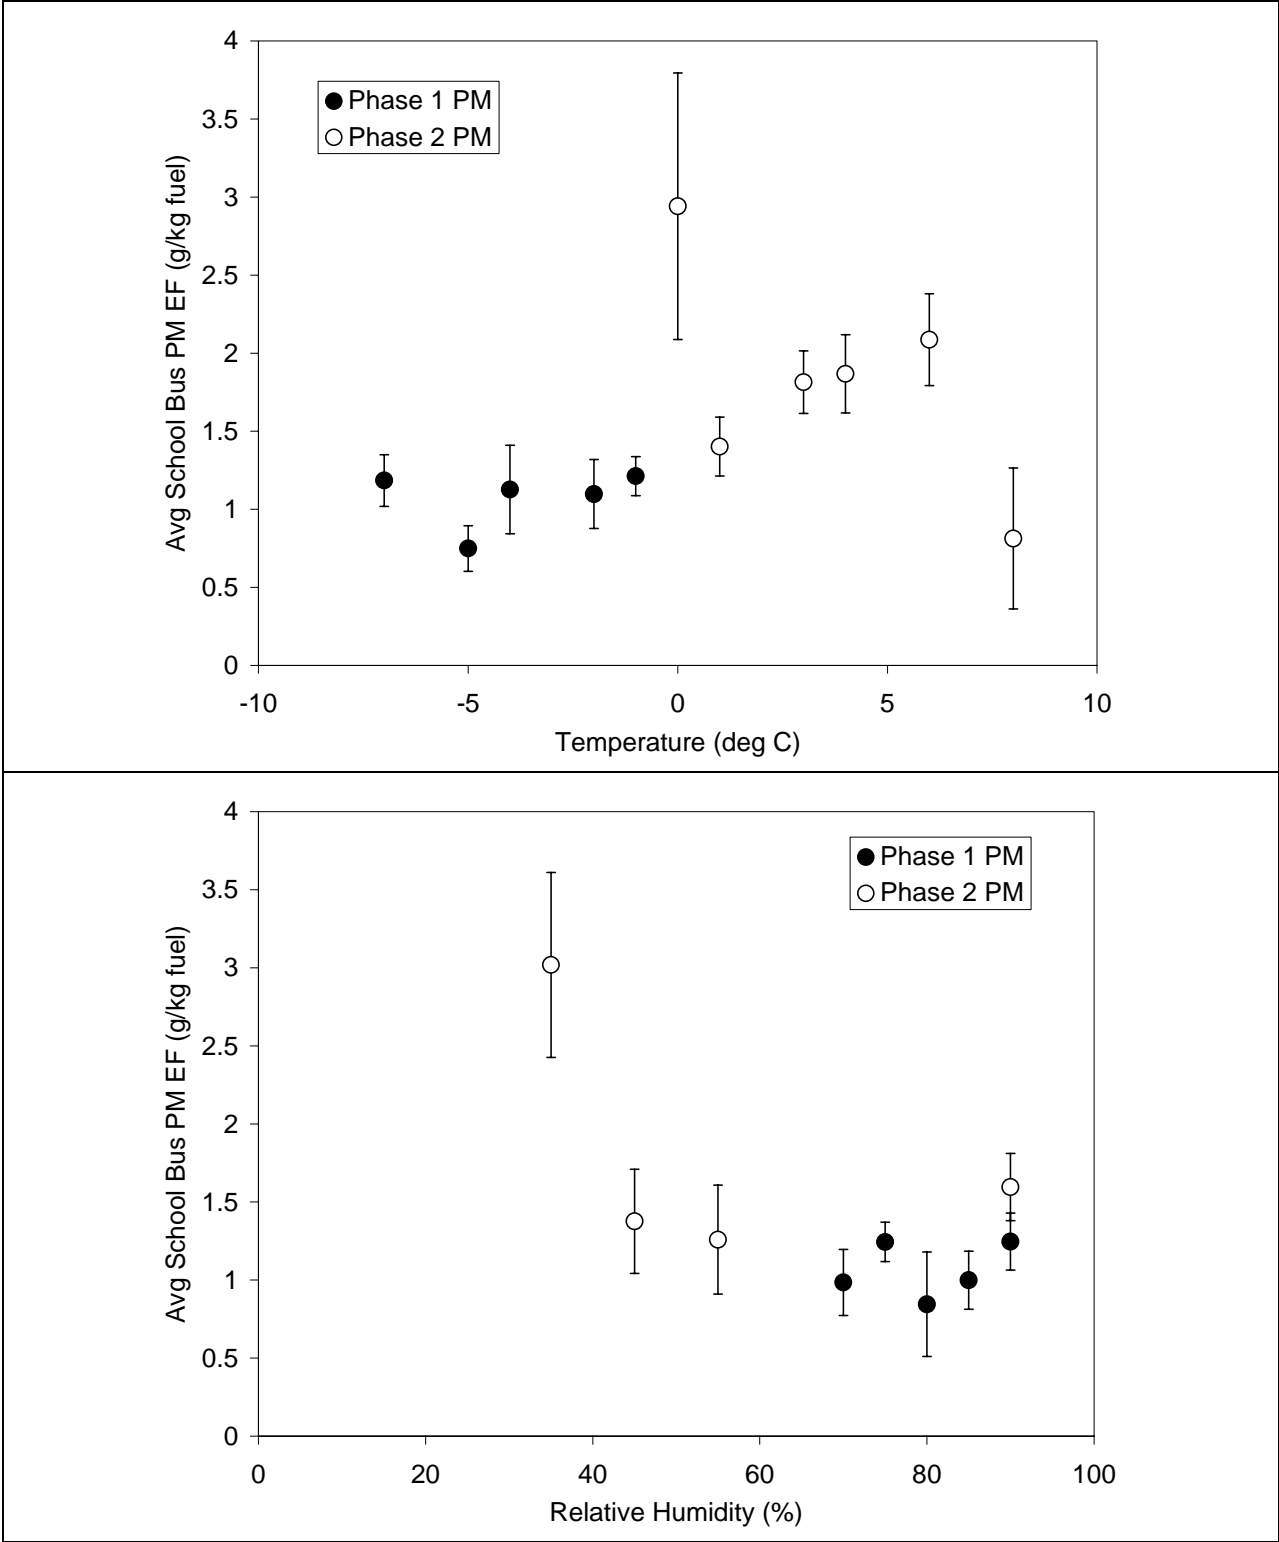 4
3.5
3
2.5
2
1.5
1
0.5
0
Avg School Bus PM EF (g/kg fuel)
Phase 1 PM
Phase 2 PM
-10 -5 0 5 10
Temperature (deg C)
4
3.5
3
2.5
2
1.5
1
0.5
0
Avg School Bus PM EF (g/kg fuel)
Phase 1 PM
Phase 2 PM
0 20 40 60 80 100
Relative Humidity (%)